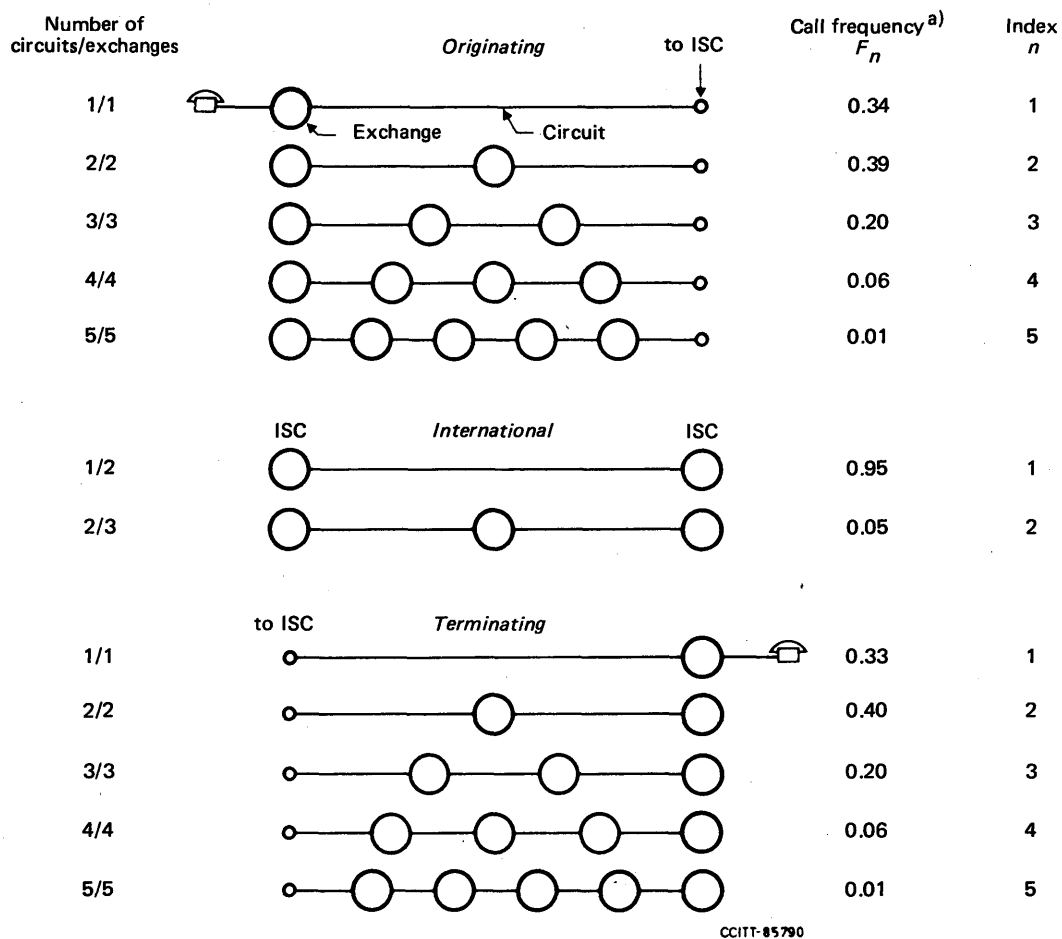 Number of circuits/exchanges Originating to ISC Call frequency a) Fn Index n
1/1 0.34 1
Exchange Circuit
2/2 0.39 2
3/3 0.20 3
4/4 0.06 4
5/5 0.01 5
ISC International ISC
1/2 0.95 1
2/3 0.05 2
to ISC Terminating
1/1 0.33 1
2/2 0.40 2
3/3 0.20 3
4/4 0.06 4
5/5 0.01 5
CCITT-85790